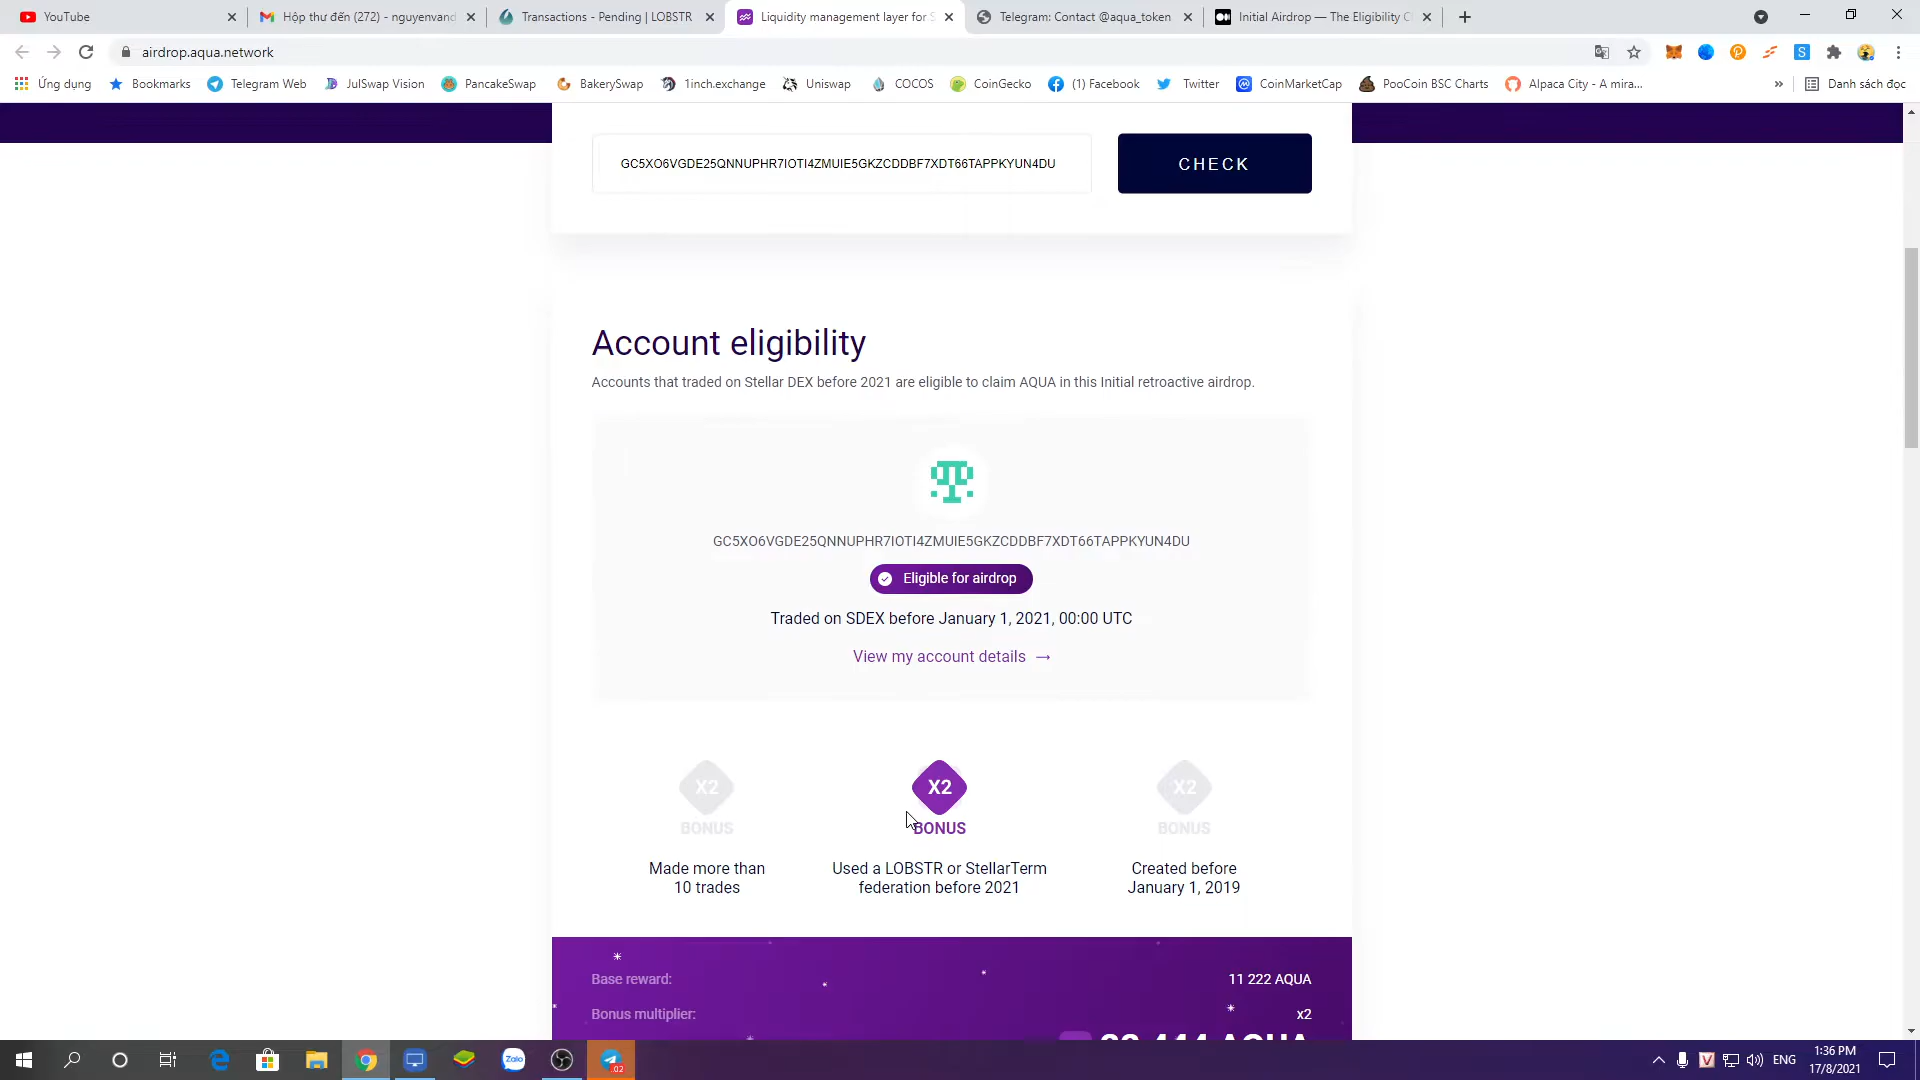 YouTube
Hộp thư đến (272) - nguyenvand
Transactions - Pending | LOBSTR
Liquidity management layer for S
Telegram: Contact @aqua_token
Initial Airdrop — The Eligibility C
airdrop.aqua.network
Ứng dụng
Bookmarks
Telegram Web
JulSwap Vision
PancakeSwap
BakerySwap
1inch.exchange
Uniswap
COCOS
CoinGecko
(1) Facebook
Twitter
CoinMarketCap
PooCoin BSC Charts
Alpaca City - A mira...
»
Danh sách đọc
GC5XO6VGDE25QNNUPHR7IOTI4ZMUIE5GKZCDDBF7XDT66TAPPKYUN4DU
CHECK
Account eligibility
Accounts that traded on Stellar DEX before 2021 are eligible to claim AQUA in this Initial retroactive airdrop.
GC5XO6VGDE25QNNUPHR7IOTI4ZMUIE5GKZCDDBF7XDT66TAPPKYUN4DU
Eligible for airdrop
Traded on SDEX before January 1, 2021, 00:00 UTC
View my account details →
X2
BONUS
Made more than
10 trades
X2
BONUS
Used a LOBSTR or StellarTerm
federation before 2021
X2
BONUS
Created before
January 1, 2019
Base reward:
11 222 AQUA
Bonus multiplier:
x2
Zalo
ENG
1:36 PM
17/8/2021